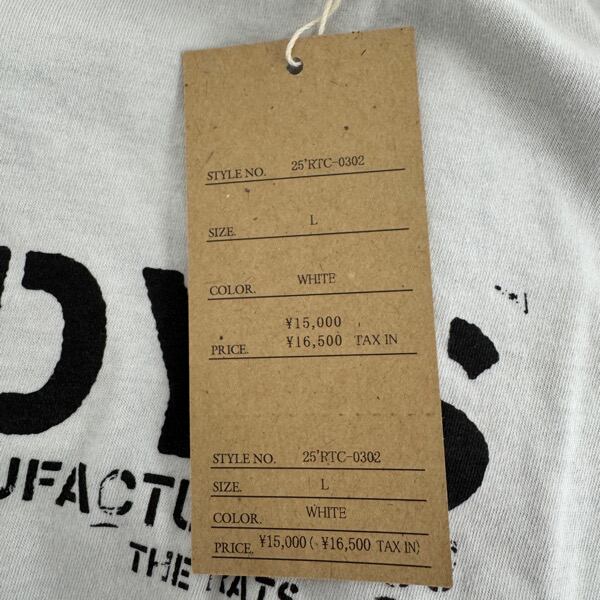 STYLE NO. 25'RTC-0302
SIZE. L
COLOR. WHITE
¥15,000
PRICE. ¥16,500 TAX IN
STYLE NO. 25'RTC-0302
SIZE. L
COLOR. WHITE
PRICE. ¥15,000( ¥16,500 TAX IN)
UFACTU
THE RATS